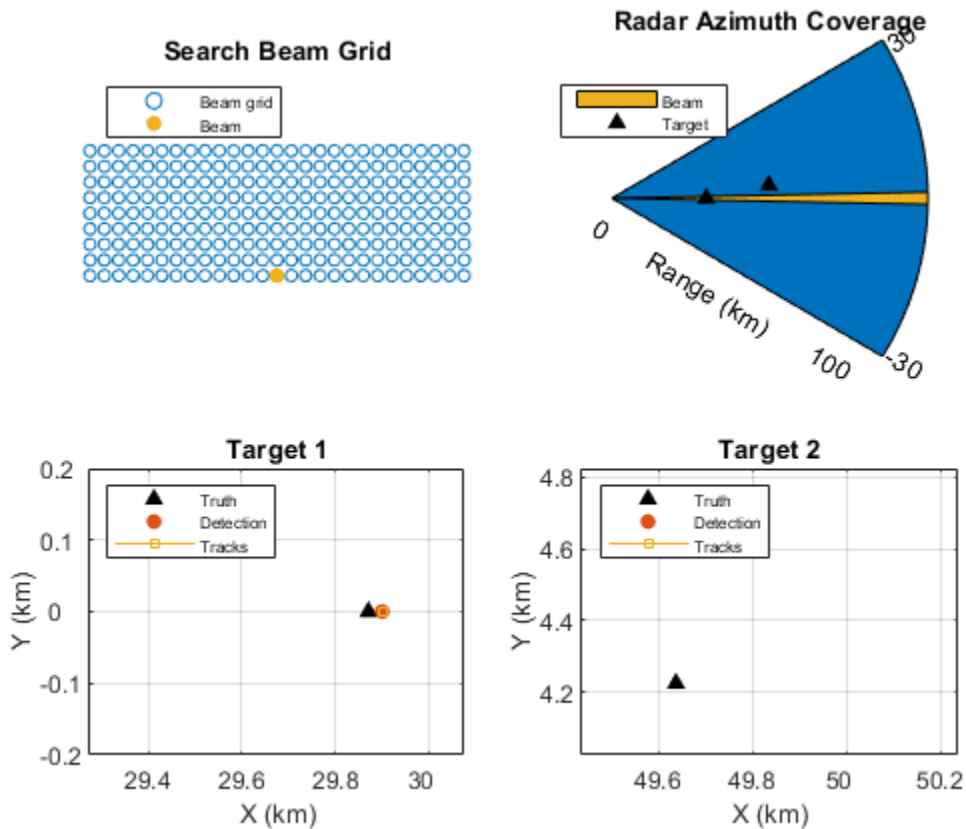 Search Beam Grid
Beam grid
Beam
Radar Azimuth Coverage
Beam
Target
30
0
Range (km)
100
-30
Target 1
Truth
Detection
Tracks
0.2
0.1
0
-0.1
-0.2
Y (km)
29.4
29.6
29.8
30
X (km)
Target 2
Truth
Detection
Tracks
4.8
4.6
4.4
4.2
Y (km)
49.6
49.8
50
50.2
X (km)